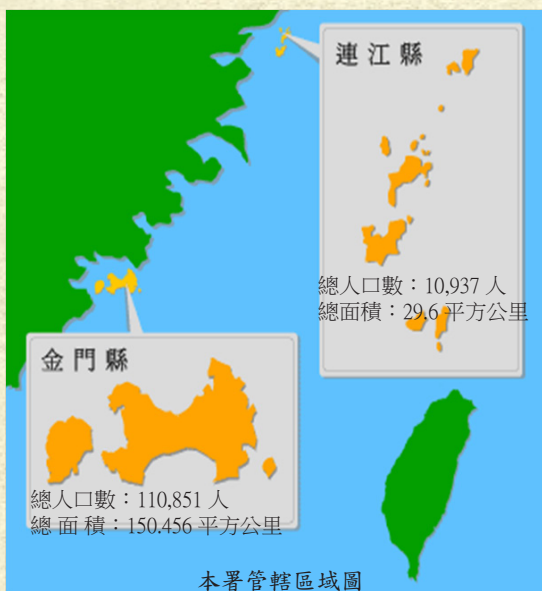 連江縣
總人口數：10,937 人
總面積：29.6 平方公里
金門縣
總人口數：110,851 人
總面積：150.456 平方公里
本署管轄區域圖